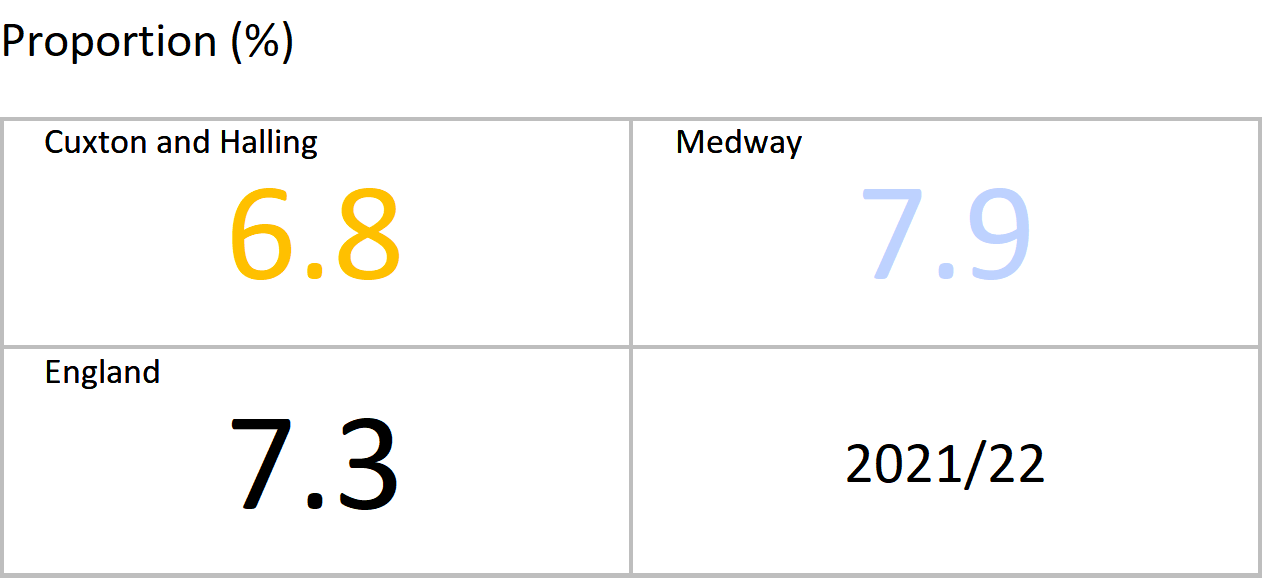 Proportion (%)
Cuxton and Halling
6.8
Medway
7.9
England
7.3
2021/22